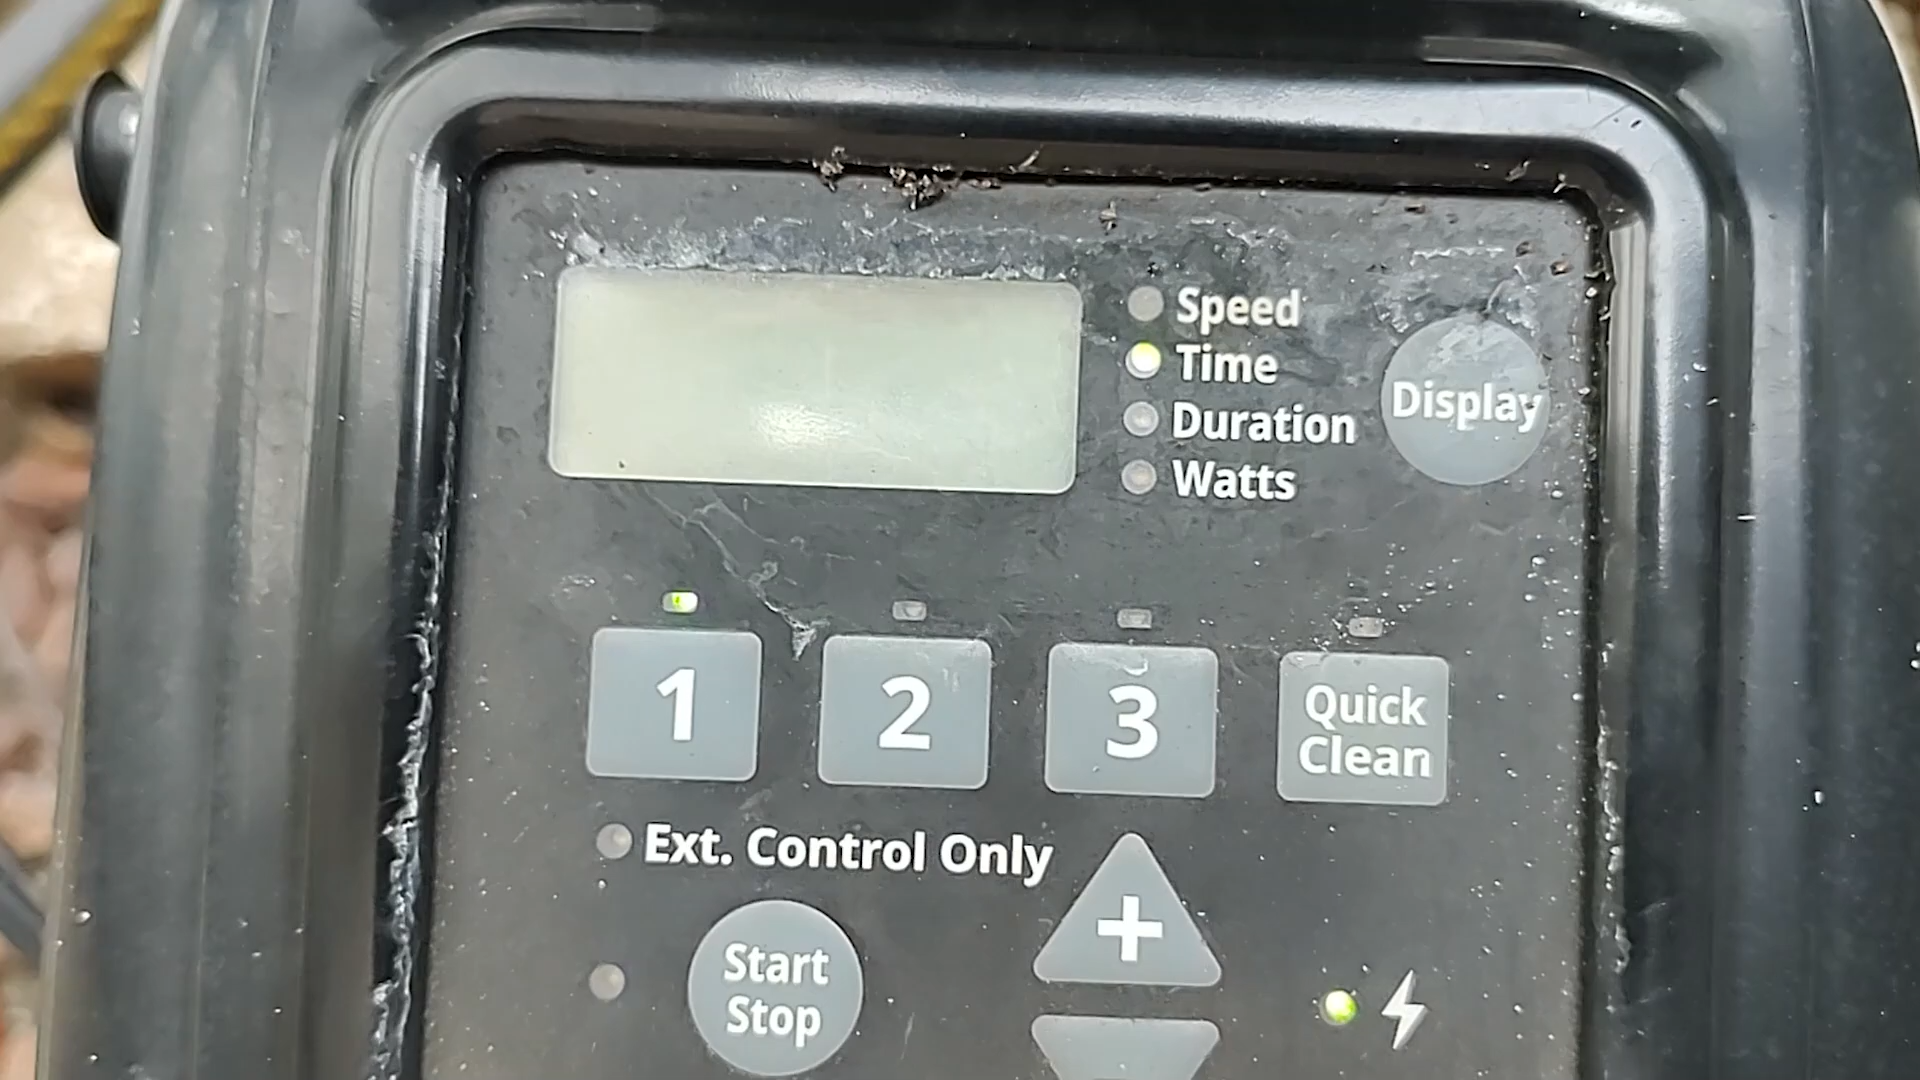 Speed
Time
Duration
Watts
Display
1
2
3
Quick
Clean
Ext. Control Only
+
Start
Stop